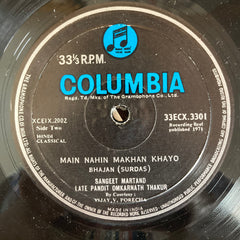 33⅓ R.P.M.
COLUMBIA
Regd. Td. Mks. of The Gramophone Co., Ltd.
XCEIX.2002
Side Two
HINDI
CLASSICAL
33ECX.3301
Recording first
published 1971
MAIN NAHIN MAKHAN KHAYO
BHAJAN (SURDAS)
SANGEET MARTAND
LATE PANDIT OMKARNATH THAKUR
By Courtesy :
VIJAY V. PORECHA
MADE IN INDIA